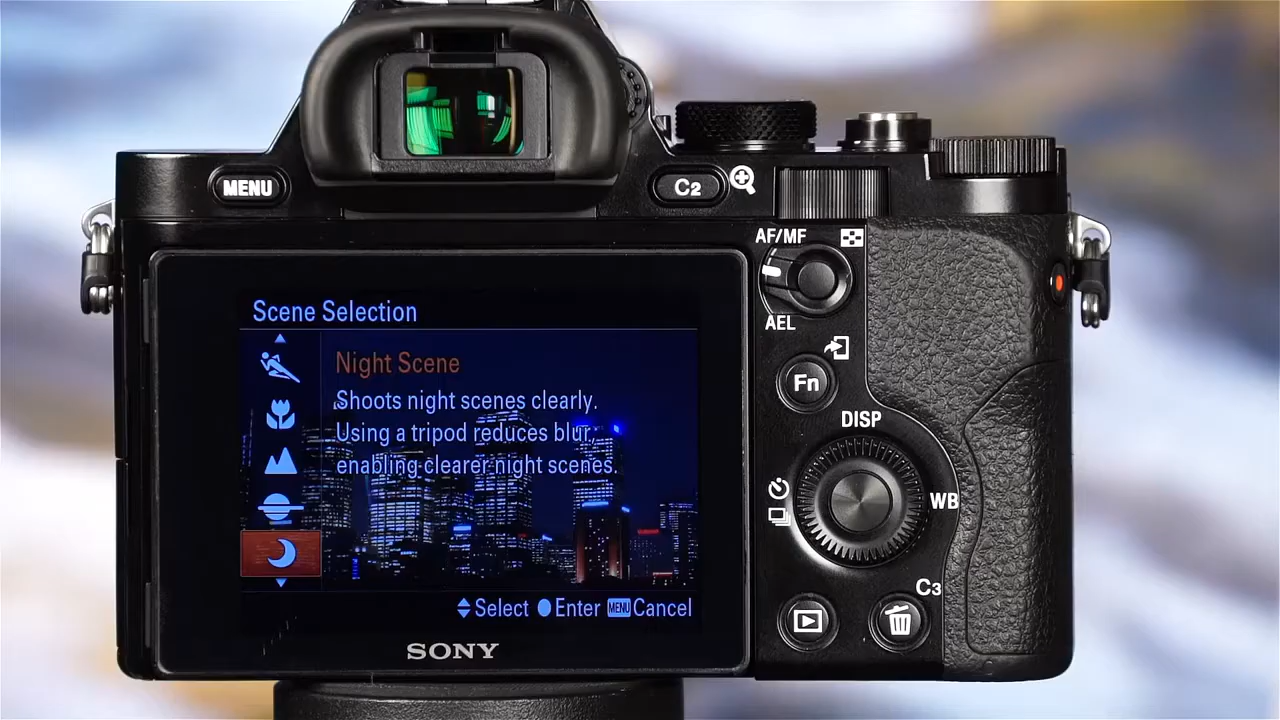 MENU
C2
AF/MF
AEL
Fn
DISP
WB
C3
Scene Selection
Night Scene
Shoots night scenes clearly.
Using a tripod reduces blur,
enabling clearer night scenes.
Select Enter MENU Cancel
SONY